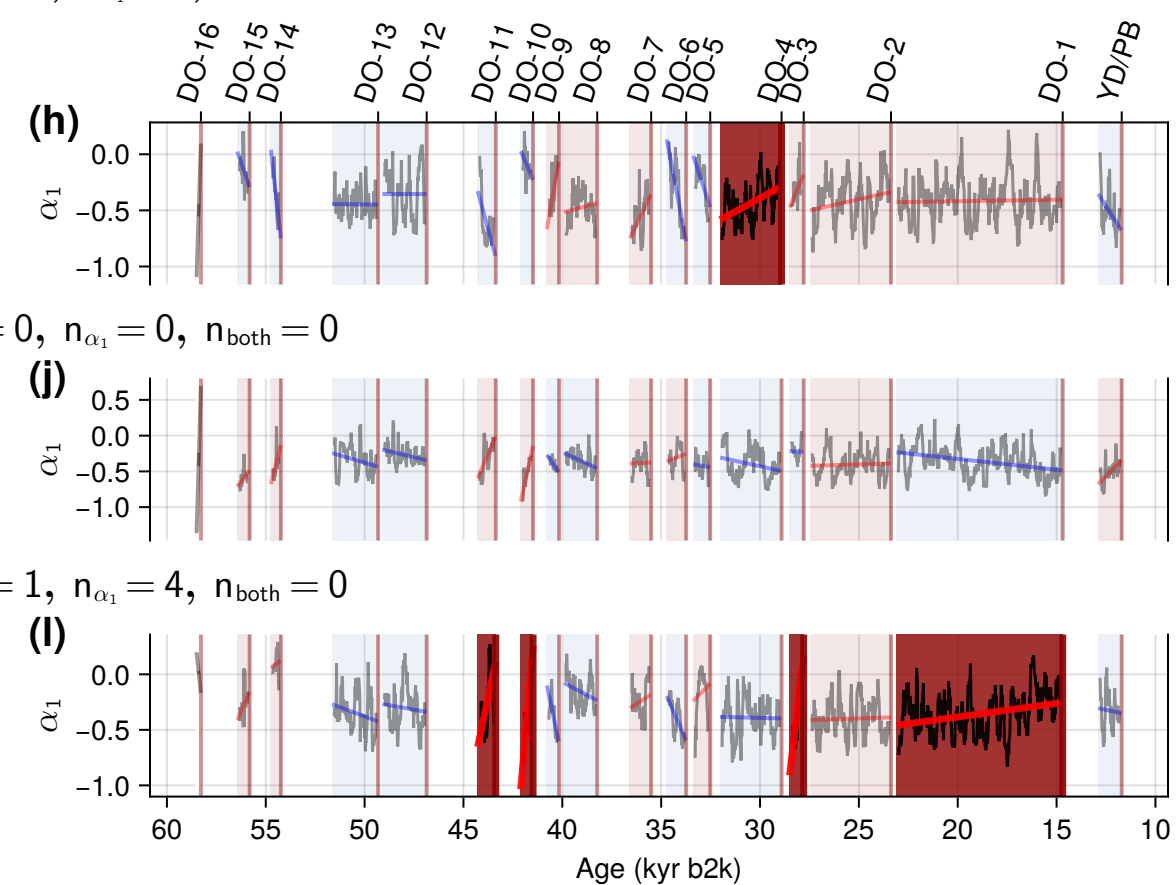 DO-16 DO-15 DO-14 DO-13 DO-12 DO-11 DO-10 DO-9 DO-8 DO-7 DO-6 DO-5 DO-4 DO-3 DO-2 DO-1 YD/PB
(h)
0.0
−0.5
−1.0
α₁
= 0, n_α₁ = 0, n_both = 0
(j)
0.5
0.0
−0.5
−1.0
α₁
= 1, n_α₁ = 4, n_both = 0
(l)
0.0
−0.5
−1.0
α₁
60 55 50 45 40 35 30 25 20 15 10
Age (kyr b2k)